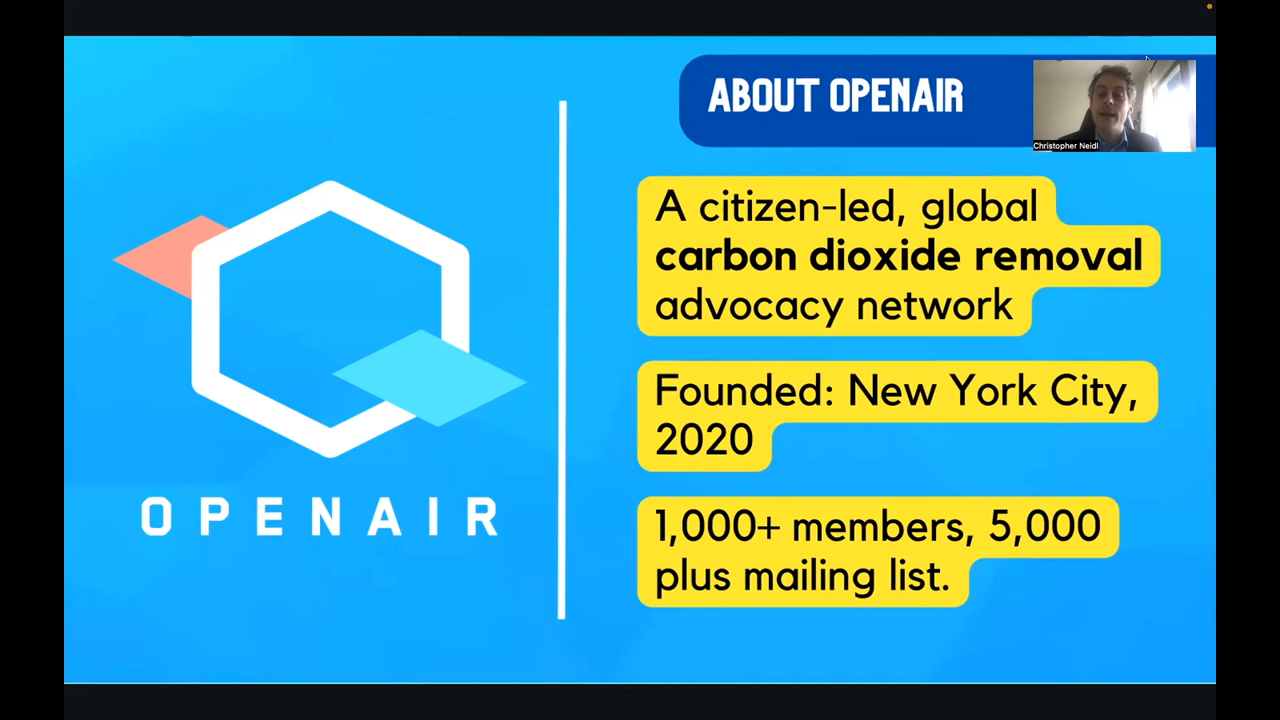 ABOUT OPENAIR
Christopher Neidl
A citizen-led, global
carbon dioxide removal
advocacy network
Founded: New York City,
2020
1,000+ members, 5,000
plus mailing list.
OPENAIR